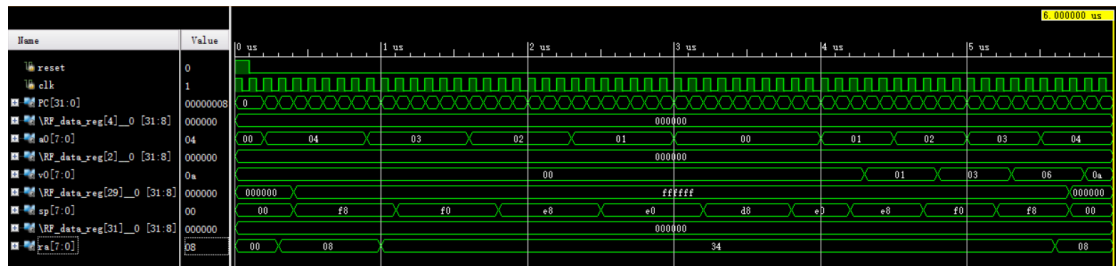 6.000000 us
Name Value 0 us 1 us 2 us 3 us 4 us 5 us
reset 0
clk 1
PC[31:0] 00000008 0
\RF_data_reg[4]__0 [31:8] 000000 000000
a0[7:0] 04 00 04 03 02 01 00 01 02 03 04
\RF_data_reg[2]__0 [31:8] 000000 000000
v0[7:0] 0a 00 01 03 06 0a
\RF_data_reg[29]__0 [31:8] 000000 000000 ffffff 000000
sp[7:0] 00 00 f8 f0 e8 e0 d8 e0 e8 f0 f8 00
\RF_data_reg[31]__0 [31:8] 000000 000000
ra[7:0] 08 00 08 34 08